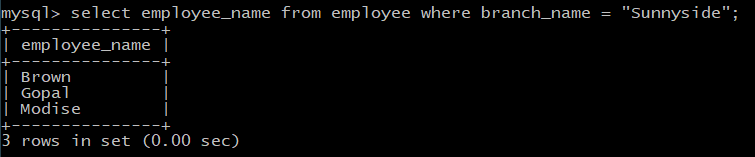 mysql> select employee_name from employee where branch_name = "Sunnyside";
+---------------+
| employee_name |
+---------------+
| Brown         |
| Gopal         |
| Modise        |
+---------------+
3 rows in set (0.00 sec)